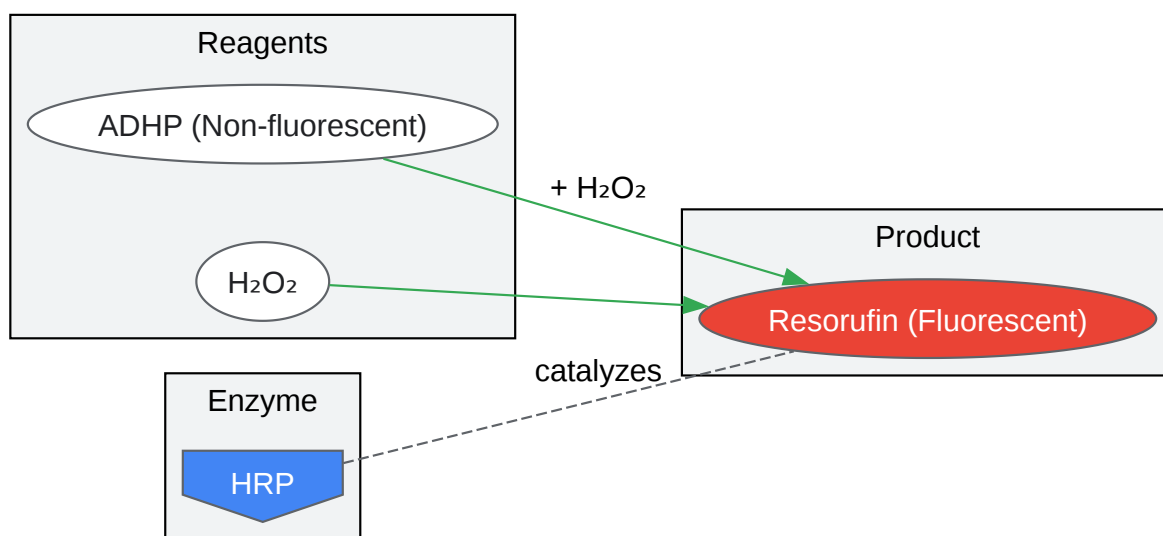 Reagents
ADHP (Non-fluorescent)
+ H₂O₂
H₂O₂
Product
Resorufin (Fluorescent)
catalyzes
Enzyme
HRP